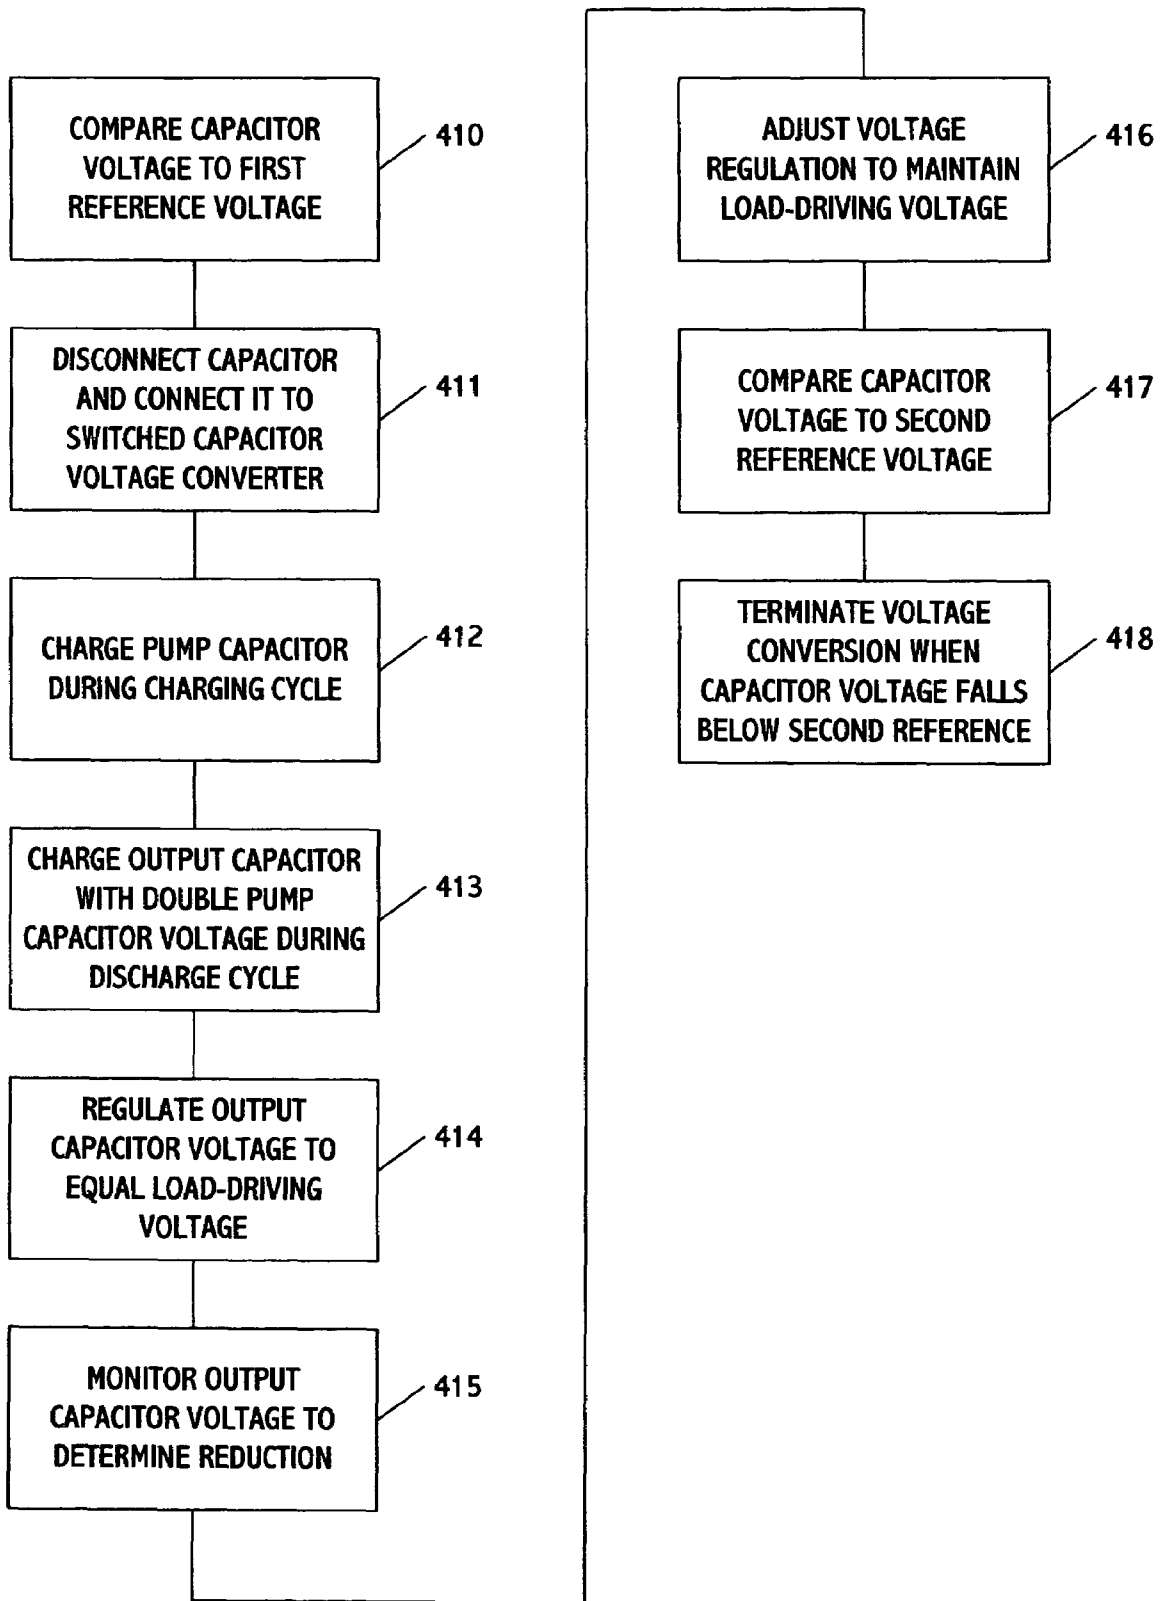 COMPARE CAPACITOR
VOLTAGE TO FIRST
REFERENCE VOLTAGE
410
DISCONNECT CAPACITOR
AND CONNECT IT TO
SWITCHED CAPACITOR
VOLTAGE CONVERTER
411
CHARGE PUMP CAPACITOR
DURING CHARGING CYCLE
412
CHARGE OUTPUT CAPACITOR
WITH DOUBLE PUMP
CAPACITOR VOLTAGE DURING
DISCHARGE CYCLE
413
REGULATE OUTPUT
CAPACITOR VOLTAGE TO
EQUAL LOAD-DRIVING
VOLTAGE
414
MONITOR OUTPUT
CAPACITOR VOLTAGE TO
DETERMINE REDUCTION
415
ADJUST VOLTAGE
REGULATION TO MAINTAIN
LOAD-DRIVING VOLTAGE
416
COMPARE CAPACITOR
VOLTAGE TO SECOND
REFERENCE VOLTAGE
417
TERMINATE VOLTAGE
CONVERSION WHEN
CAPACITOR VOLTAGE FALLS
BELOW SECOND REFERENCE
418